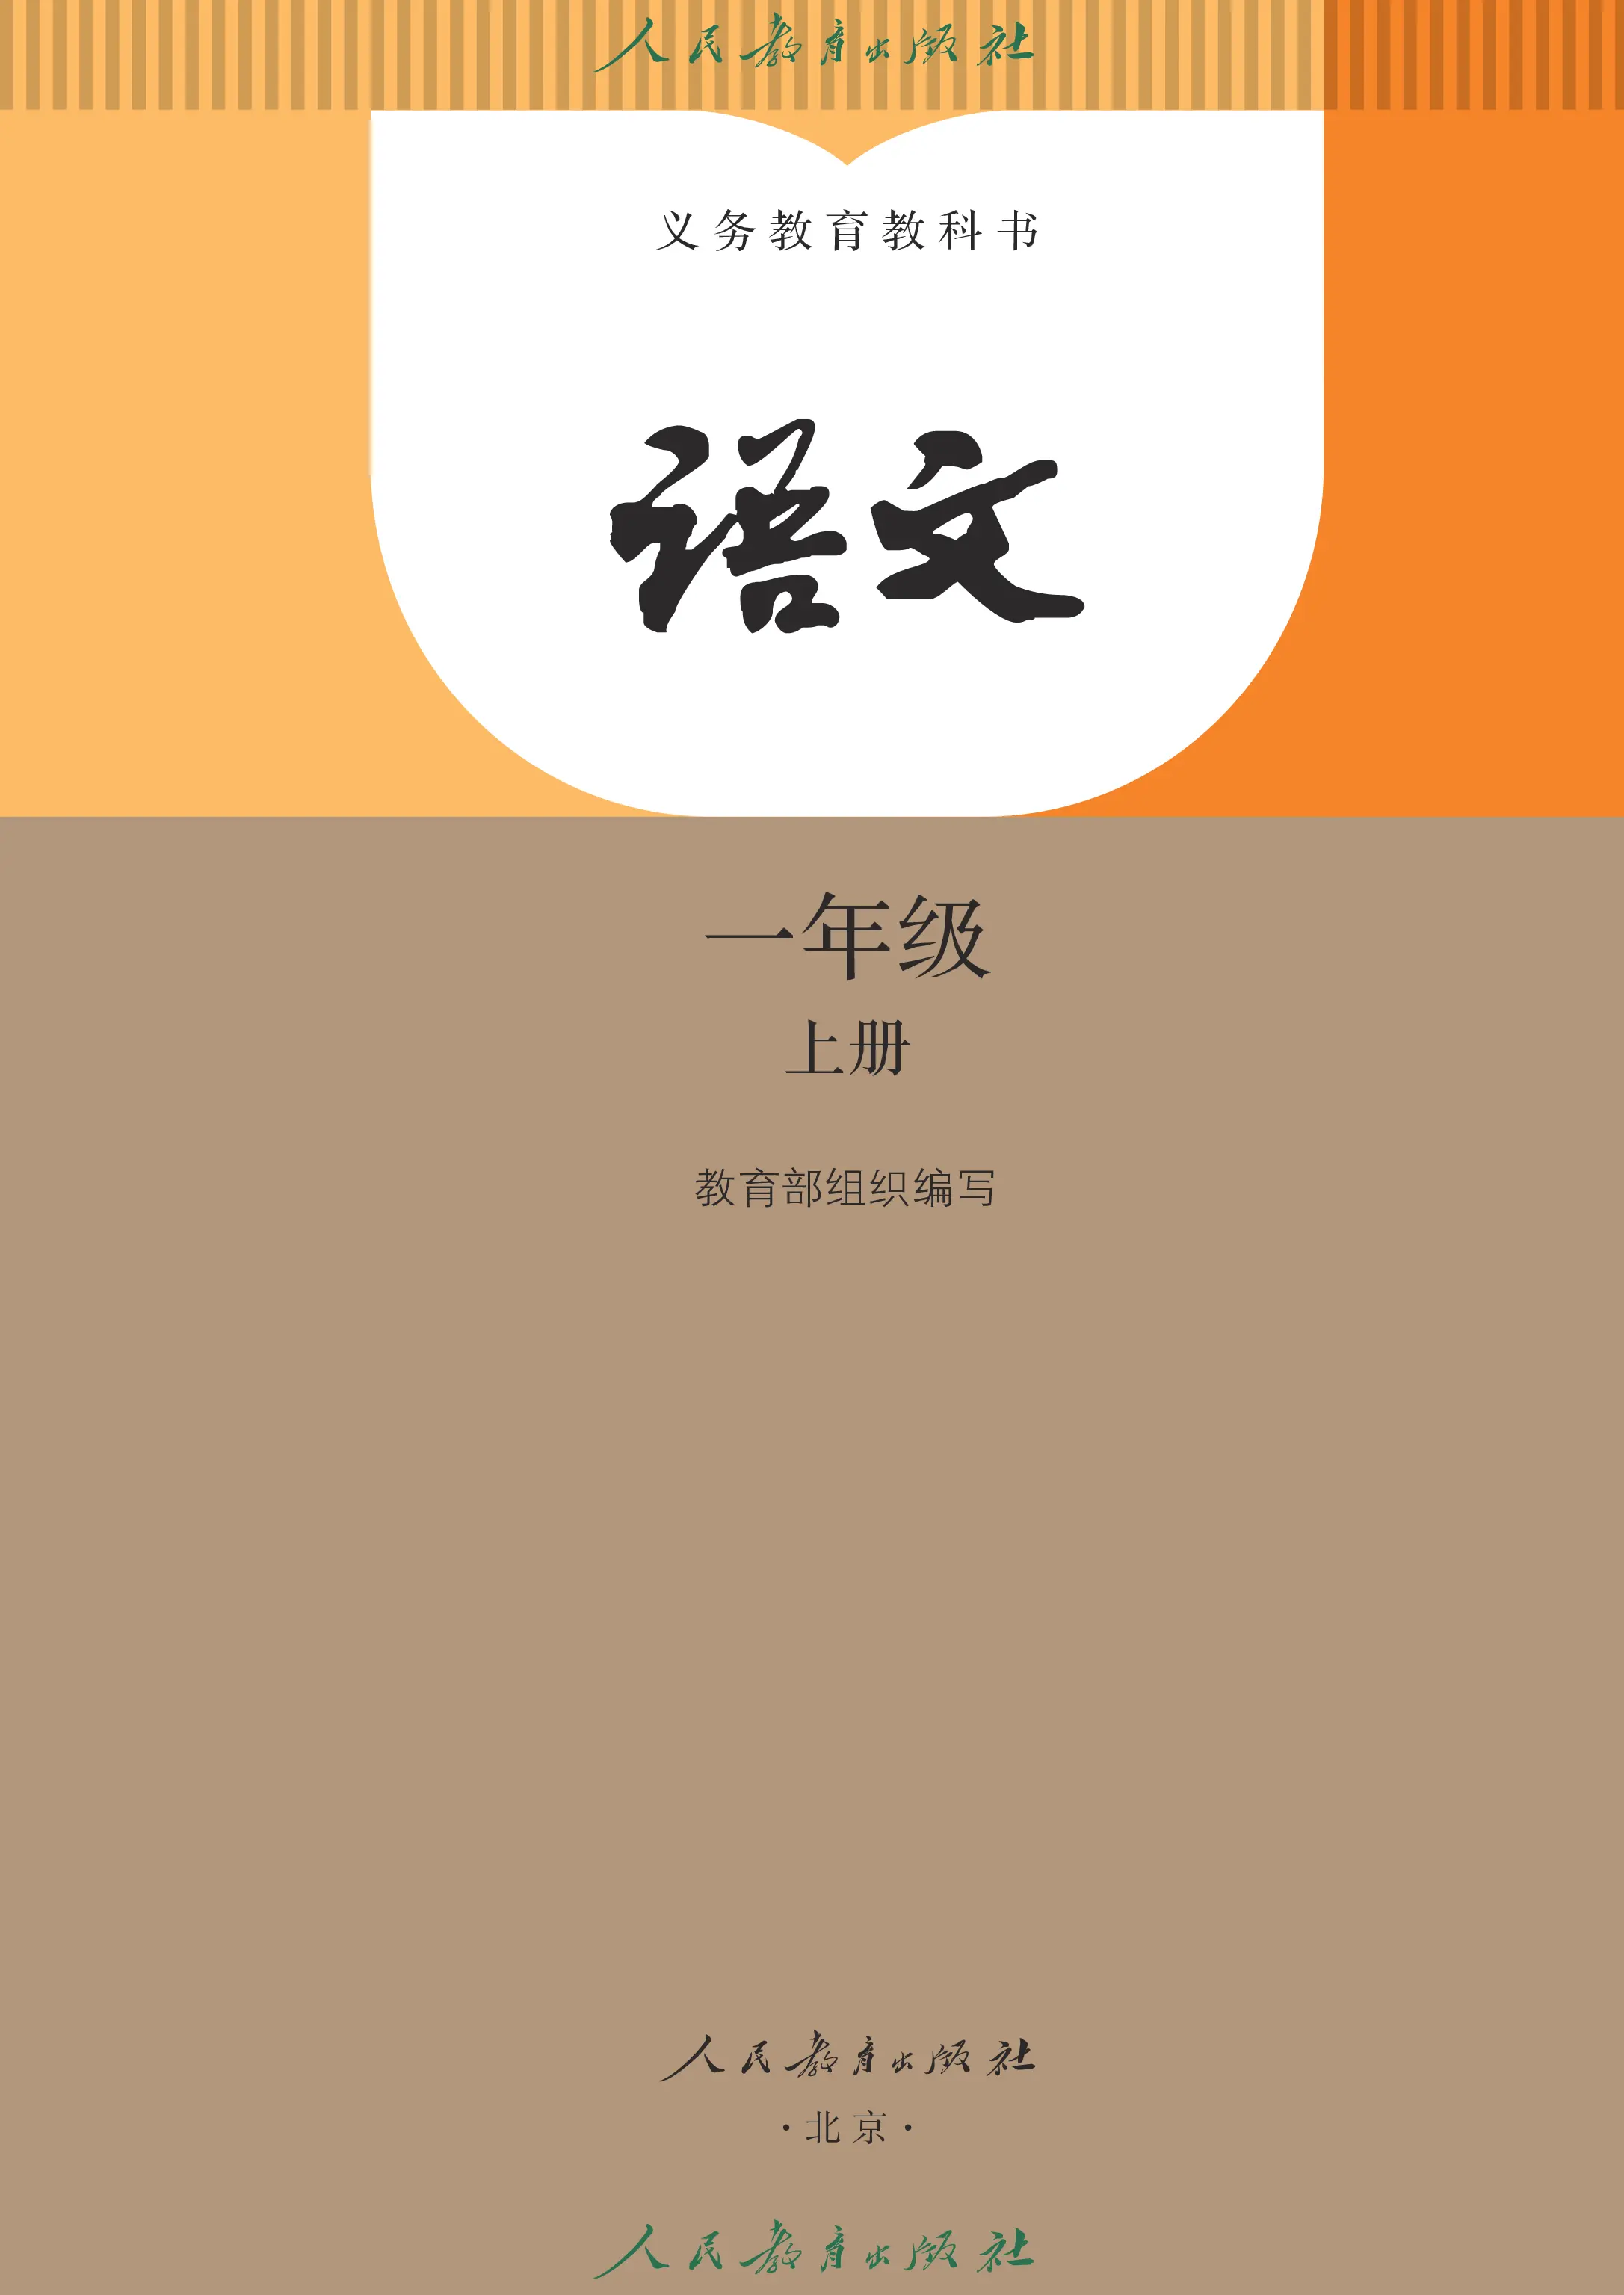 人民教育出版社
义务教育教科书
语文
一年级
上册
教育部组织编写
人民教育出版社
·北京·
人民教育出版社